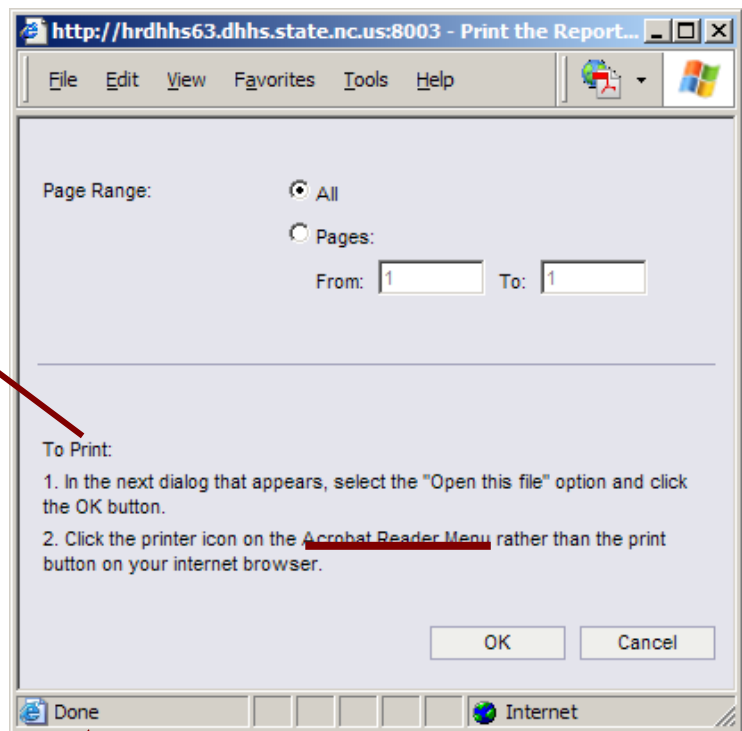 http://hrdhhs63.dhhs.state.nc.us:8003 - Print the Report...
File Edit View Favorites Tools Help
Page Range: All
Pages:
From: 1 To: 1
To Print:
1. In the next dialog that appears, select the "Open this file" option and click
the OK button.
2. Click the printer icon on the Acrobat Reader Menu rather than the print
button on your internet browser.
OK Cancel
Done Internet